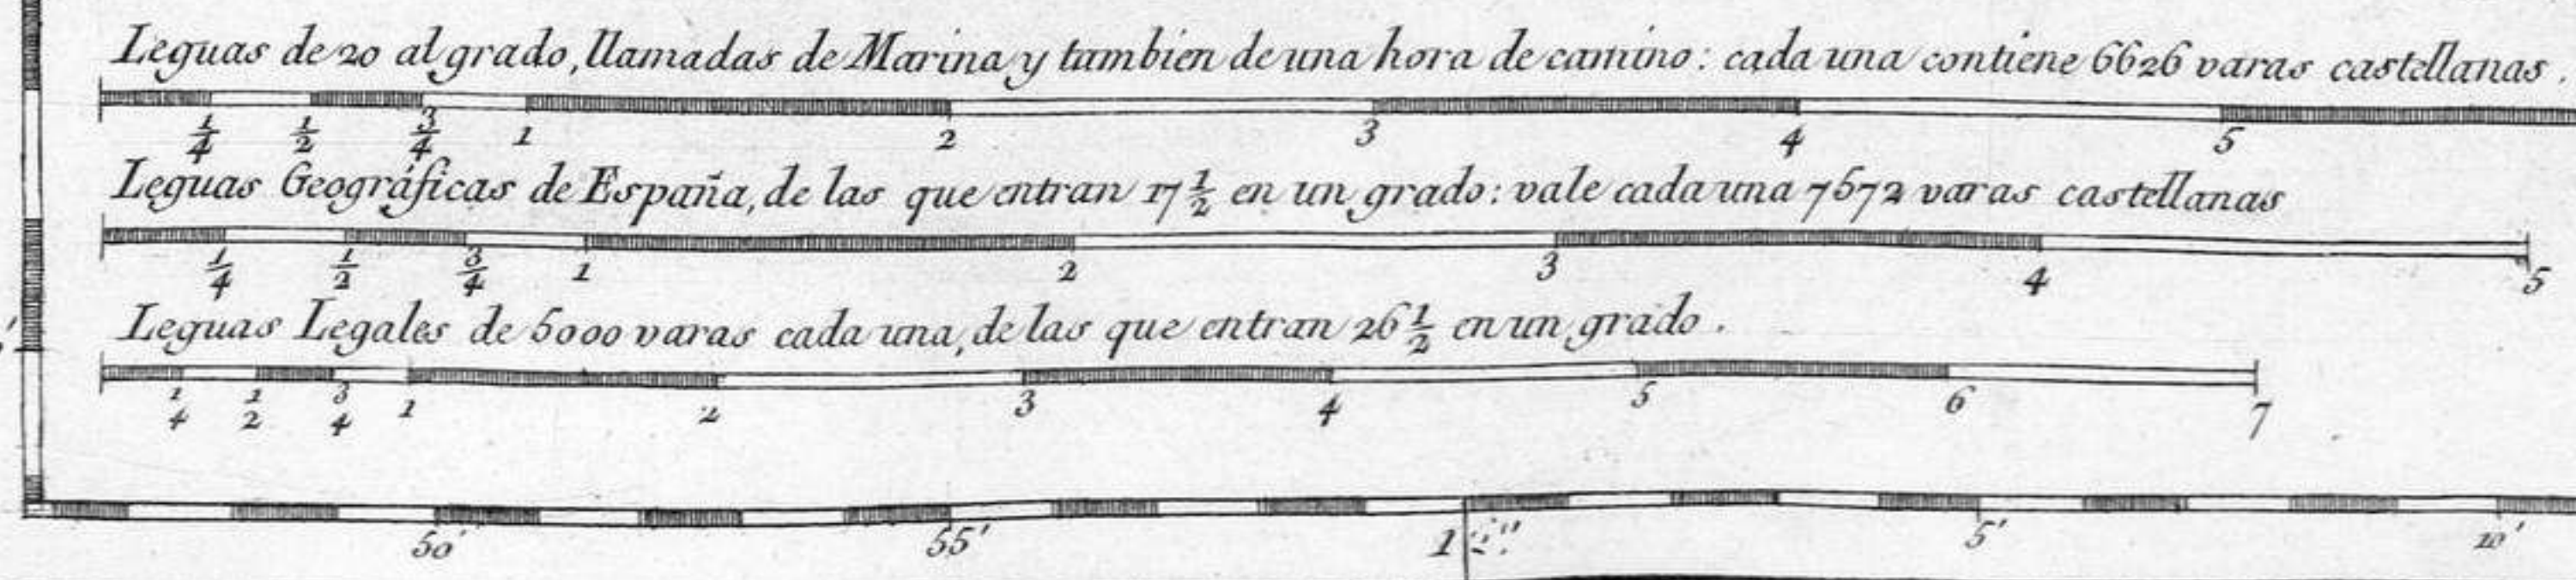 Leguas de 20 al grado, llamadas de Marina y tambien de una hora de camino: cada una contiene 6626 varas castellanas.
1/4 1/2 3/4 1 2 3 4 5
Leguas Geográficas de España, de las que entran 17 1/2 en un grado: vale cada una 7572 varas castellanas
1/4 1/2 3/4 1 2 3 4 5
Leguas Legales de 5000 varas cada una, de las que entran 26 1/2 en un grado.
1/4 1/2 3/4 1 2 3 4 5 6 7
50' 55' 5' 10'